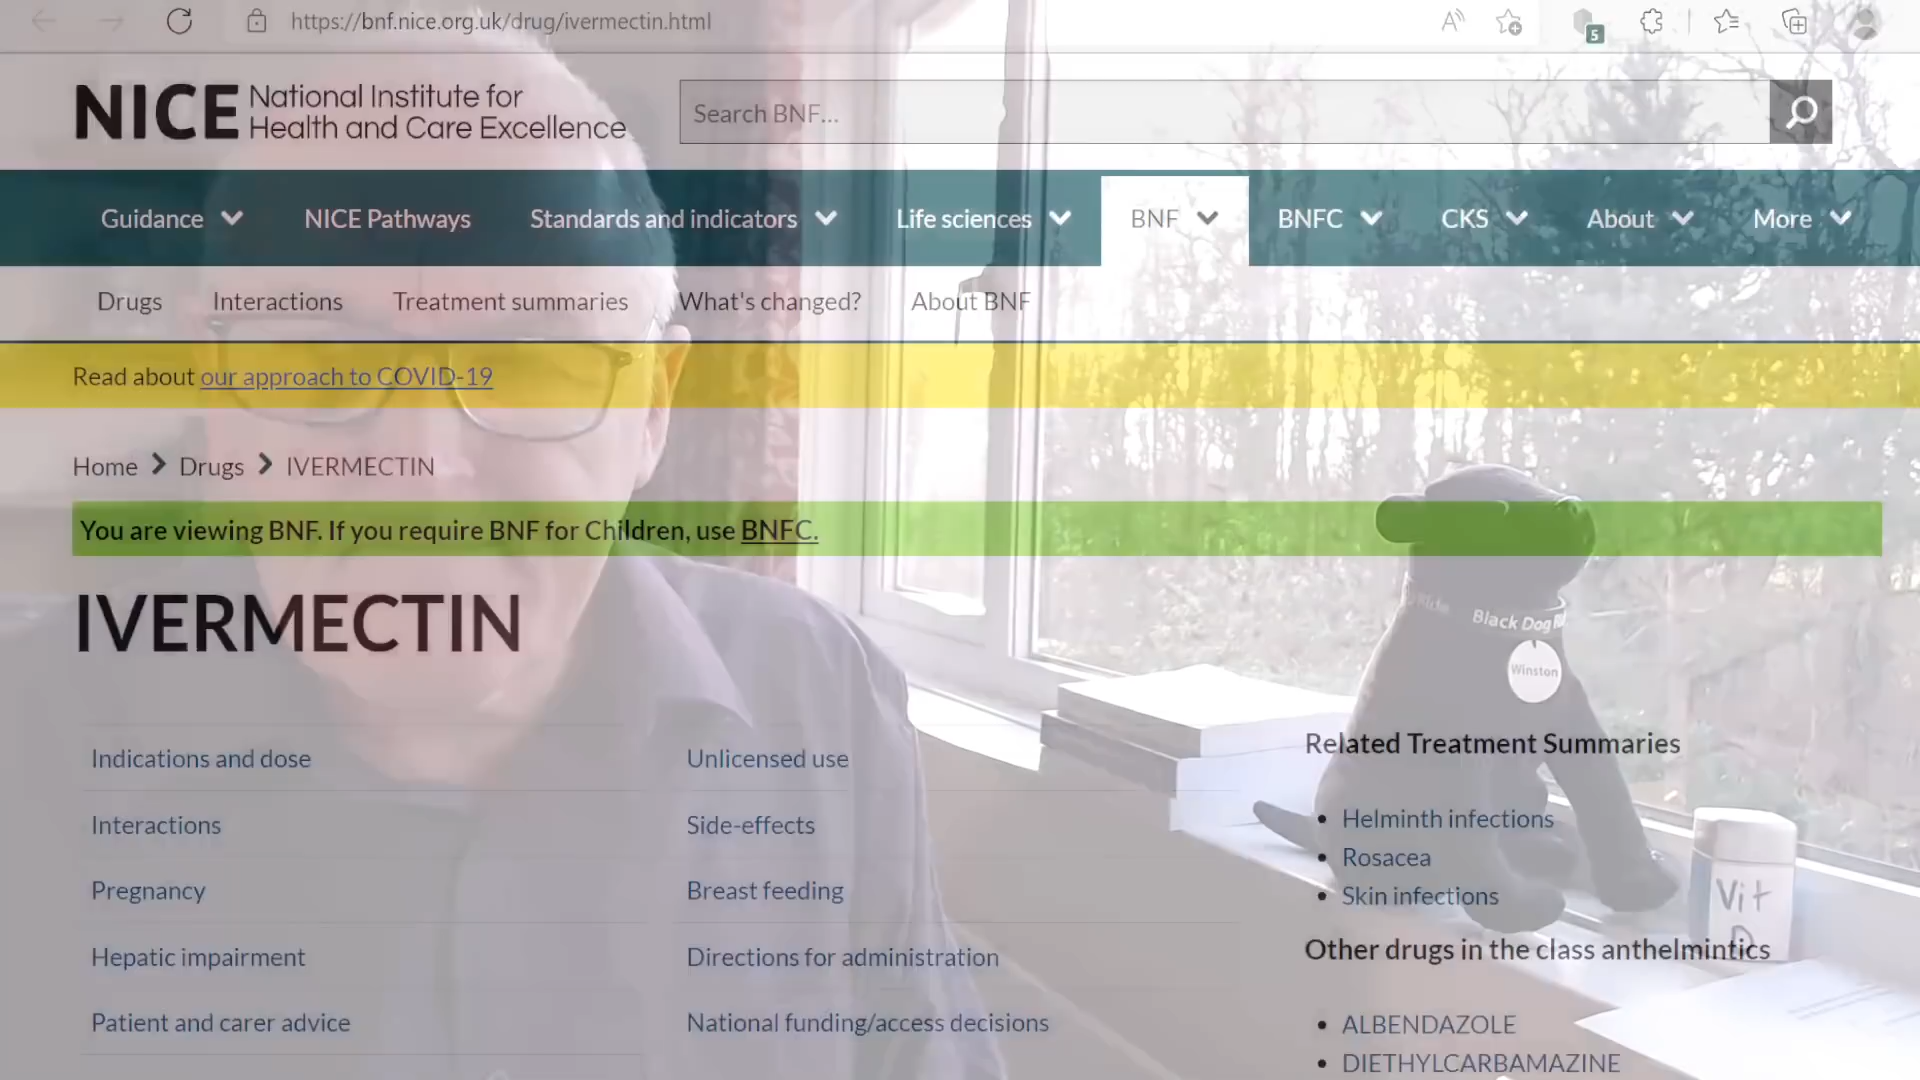 https://bnf.nice.org.uk/drug/ivermectin.html
5
NICE National Institute for
Health and Care Excellence
Search BNF...
Guidance
NICE Pathways
Standards and indicators
Life sciences
BNF
BNFC
CKS
About
More
Drugs
Interactions
Treatment summaries
What's changed?
About BNF
Read about our approach to COVID-19
Home > Drugs > IVERMECTIN
You are viewing BNF. If you require BNF for Children, use BNFC.
IVERMECTIN
Black Dog
Winston
Indications and dose
Unlicensed use
Interactions
Side-effects
Pregnancy
Breast feeding
Hepatic impairment
Directions for administration
Patient and carer advice
National funding/access decisions
Related Treatment Summaries
Helminth infections
Rosacea
Skin infections
Vit
D
Other drugs in the class anthelmintics
ALBENDAZOLE
DIETHYLCARBAMAZINE